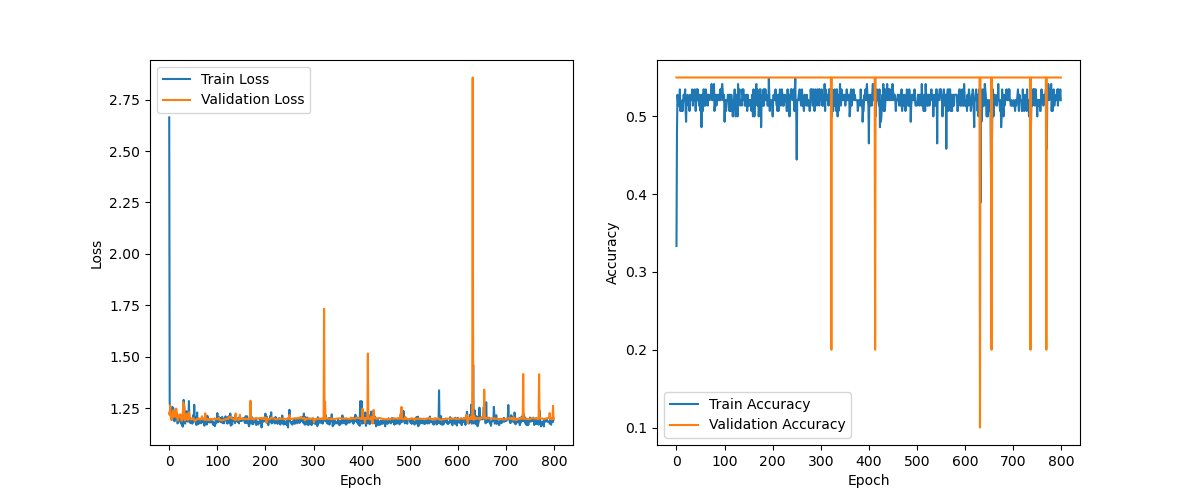 Train Loss
Validation Loss
2.75
2.50
2.25
2.00
1.75
1.50
1.25
0 100 200 300 400 500 600 700 800
Epoch
Loss
0.5
0.4
0.3
0.2
0.1
Train Accuracy
Validation Accuracy
0 100 200 300 400 500 600 700 800
Epoch
Accuracy